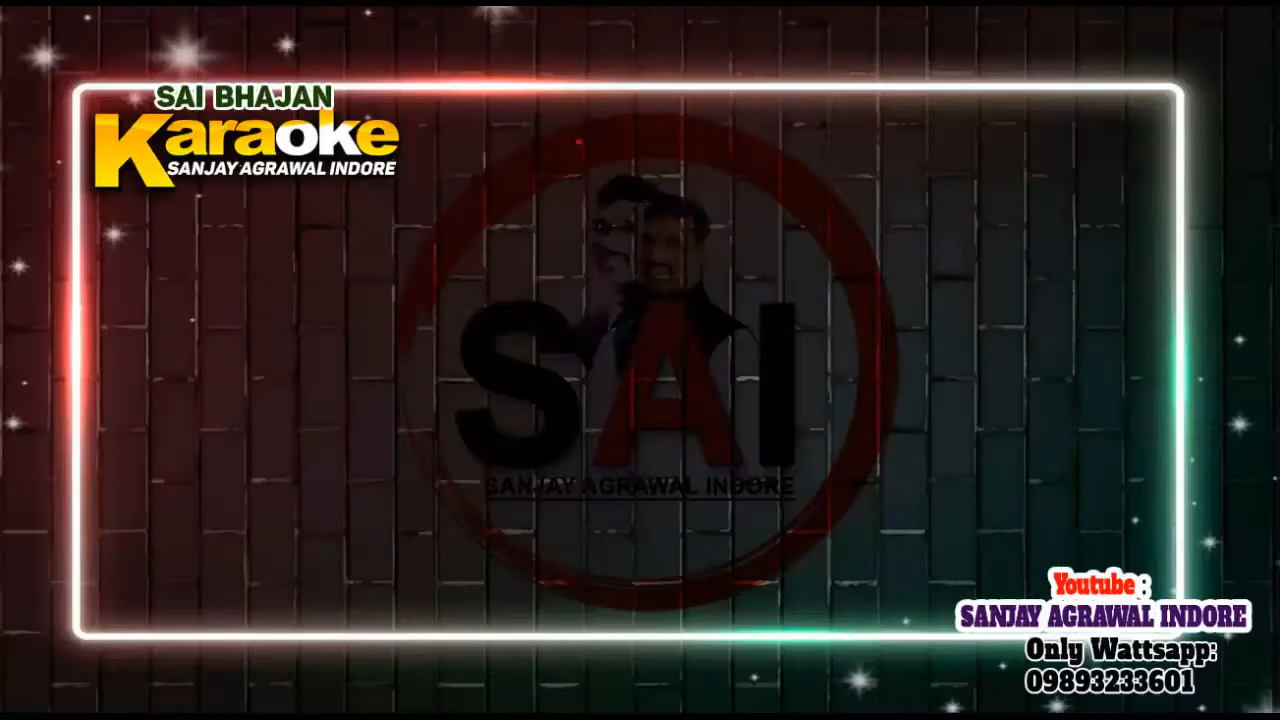 SAI BHAJAN
Karaoke
SANJAY AGRAWAL INDORE
SAI
SANJAY AGRAWAL INDORE
Youtube :
SANJAY AGRAWAL INDORE
Only Wattsapp:
09893233601